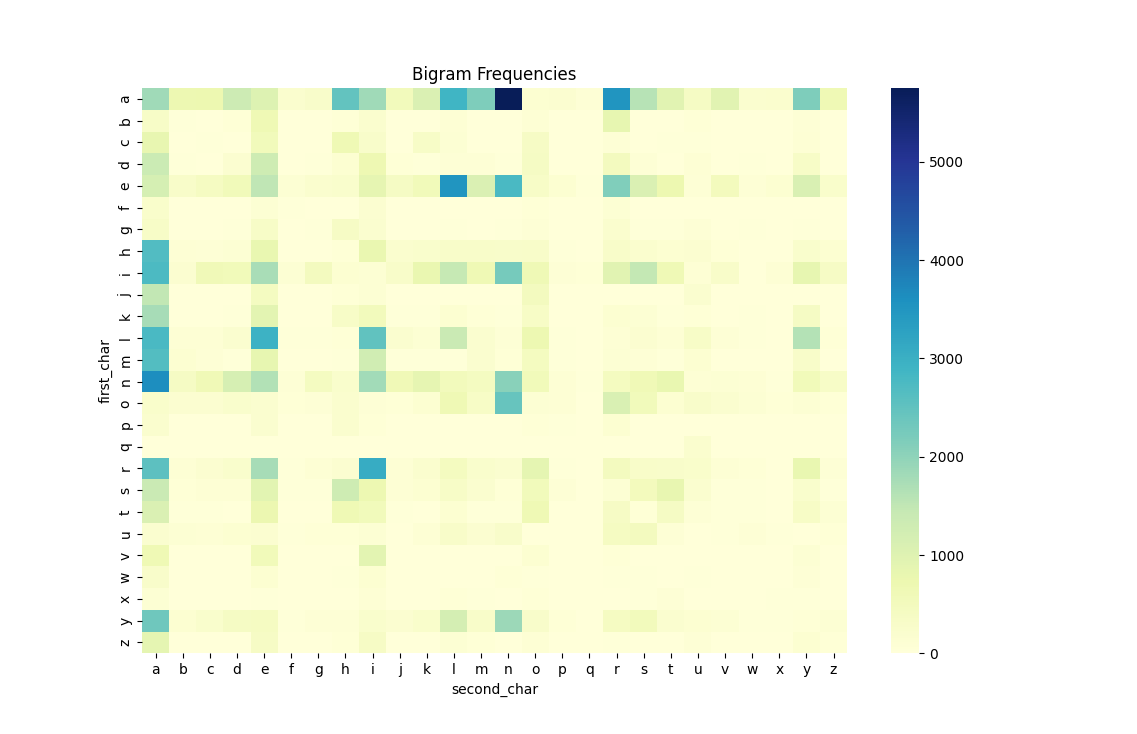 Bigram Frequencies
first_char
a
b
c
d
e
f
g
h
i
j
k
l
m
n
o
p
q
r
s
t
u
v
w
x
y
z
a b c d e f g h i j k l m n o p q r s t u v w x y z
second_char
5000
4000
3000
2000
1000
0